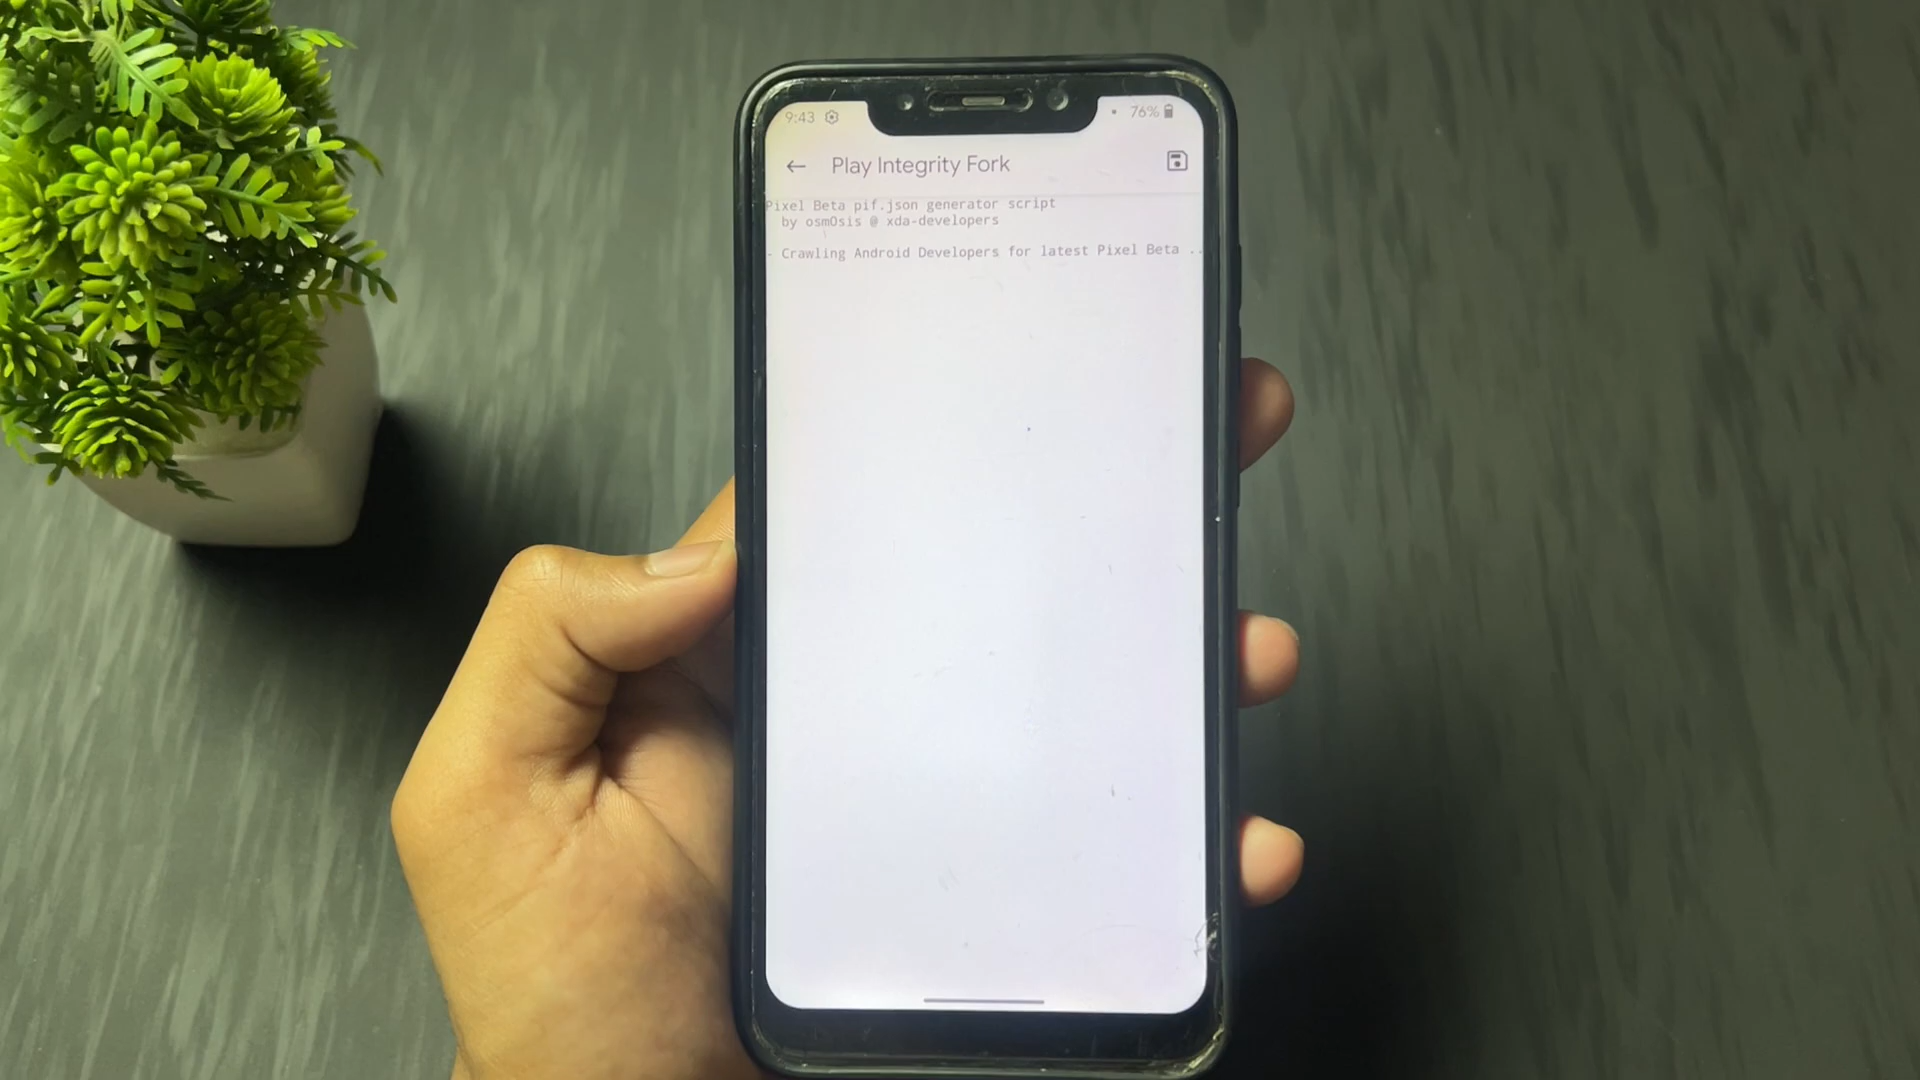 9:43 76%
Play Integrity Fork
Pixel Beta pif.json generator script
by osm0sis @ xda-developers
- Crawling Android Developers for latest Pixel Beta ...